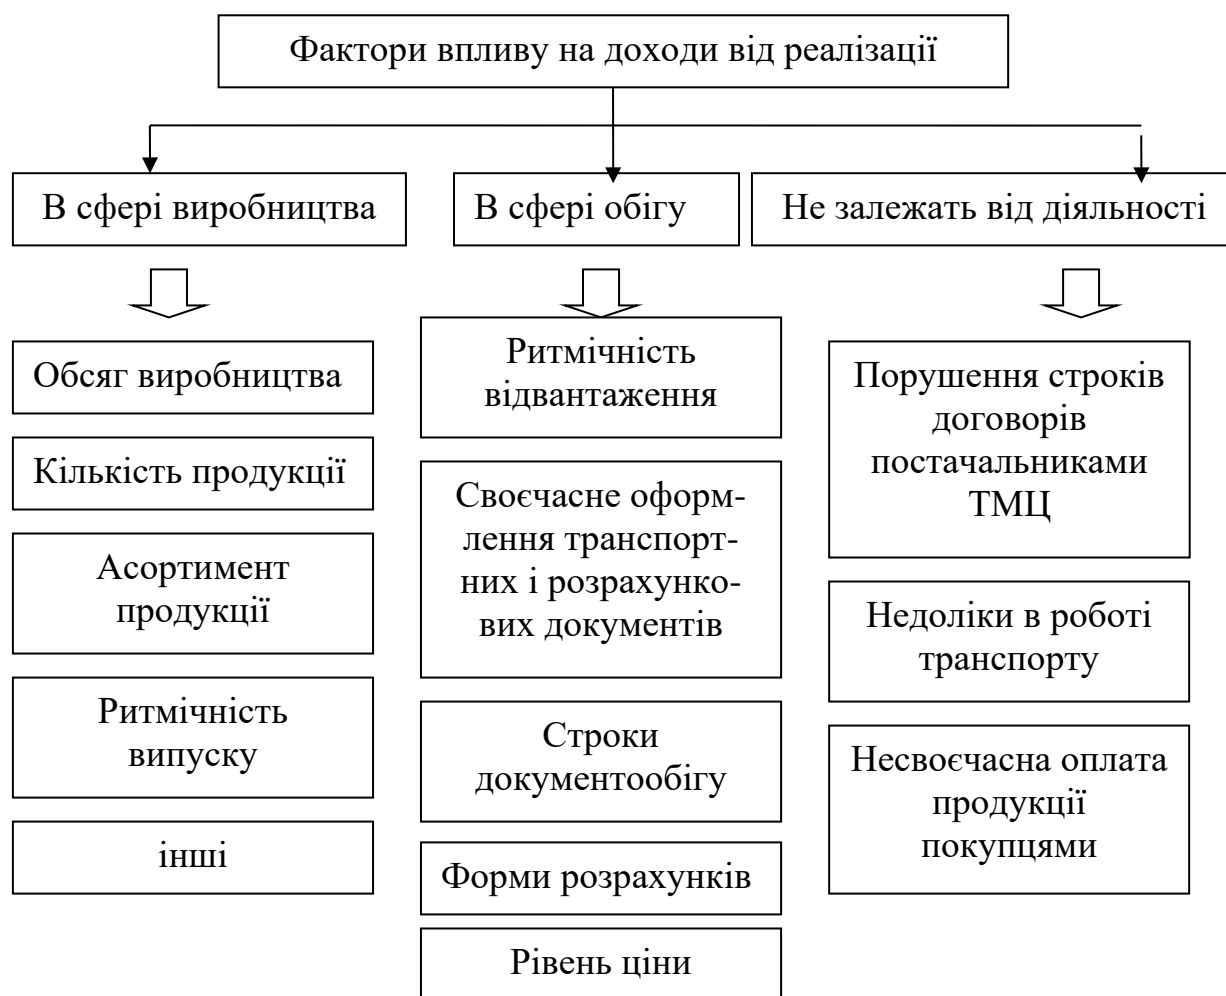 Фактори впливу на доходи від реалізації
В сфері виробництва
В сфері обігу
Не залежать від діяльності
Обсяг виробництва
Кількість продукції
Асортимент
продукції
Ритмічність
випуску
інші
Ритмічність
відвантаження
Своєчасне оформ-
лення транспорт-
них і розрахунко-
вих документів
Строки
документообігу
Форми розрахунків
Рівень ціни
Порушення строків
договорів
постачальниками
ТМЦ
Недоліки в роботі
транспорту
Несвоєчасна оплата
продукції
покупцями